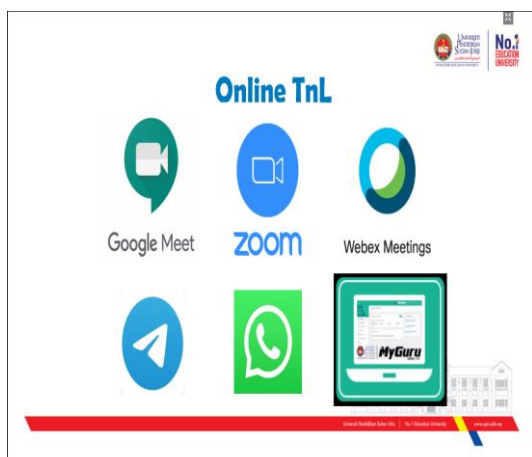 UNIVERSITI
PENDIDIKAN
SULTAN IDRIS
No.1
EDUCATION
UNIVERSITY
Online TnL
Google Meet
zoom
Webex Meetings
MyGuru
Universiti Pendidikan Sultan Idris | No.1 Education University | www.upsi.edu.my